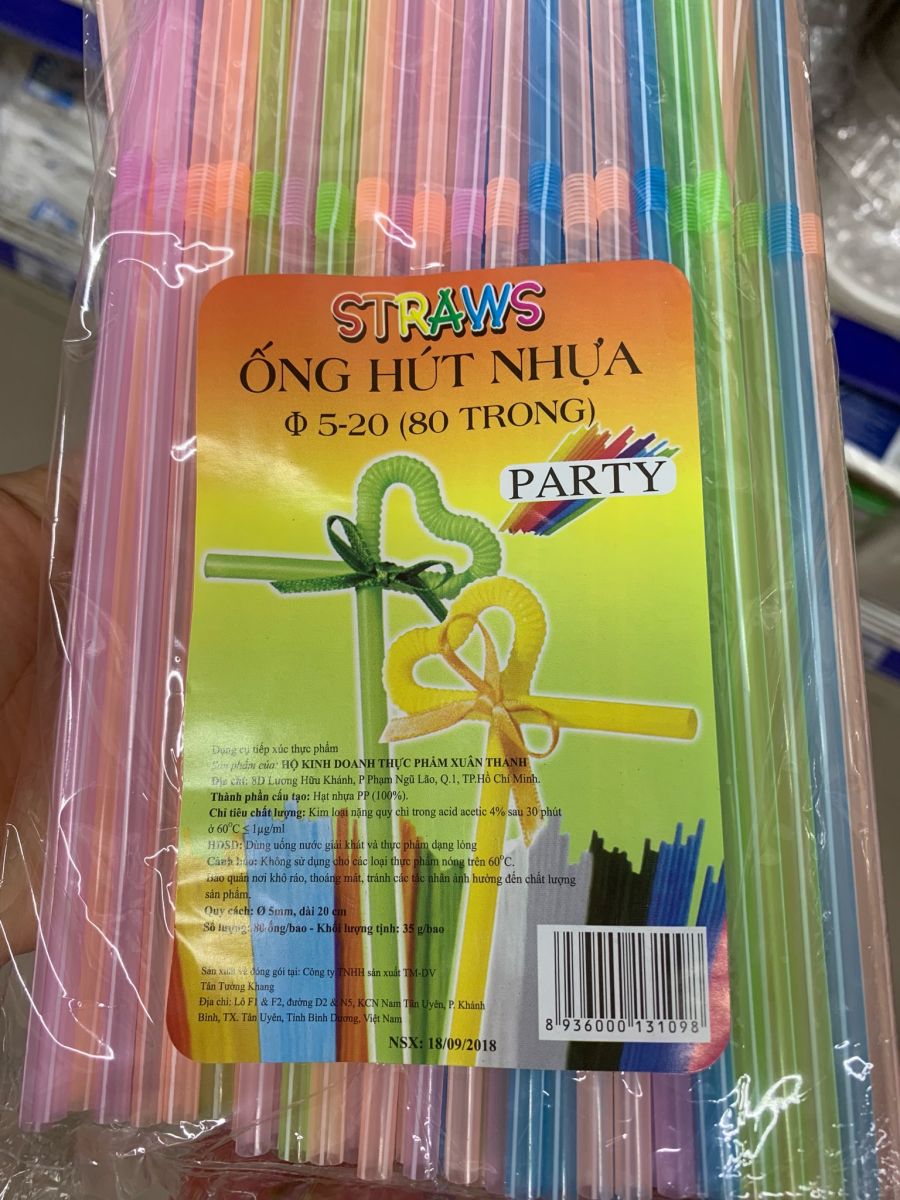 STRAWS
ỐNG HÚT NHỰA
Φ 5-20 (80 TRONG)
PARTY
Dụng cụ tiếp xúc thực phẩm
Sản phẩm của: HỘ KINH DOANH THỰC PHẨM XUÂN THANH
Địa chỉ: 8D Lương Hữu Khánh, P Phạm Ngũ Lão, Q.1, TP.Hồ Chí Minh.
Thành phần cấu tạo: Hạt nhựa PP (100%).
Chỉ tiêu chất lượng: Kim loại nặng quy chì trong acid acetic 4% sau 30 phút
ở 60°C ≤ 1µg/ml
HDSD: Dùng uống nước giải khát và thực phẩm dạng lỏng
Cảnh báo: Không sử dụng cho các loại thực phẩm nóng trên 60°C.
Bảo quản nơi khô ráo, thoáng mát, tránh các tác nhân ảnh hưởng đến chất lượng
sản phẩm.
Quy cách: Ø 5mm, dài 20 cm
Số lượng: 80 ống/bao - Khối lượng tịnh: 35 g/bao
Sản xuất và đóng gói tại: Công ty TNHH sản xuất TM-DV
Tân Tường Khang
Địa chỉ: Lô F1 & F2, đường D2 & N5, KCN Nam Tân Uyên, P. Khánh
Bình, TX. Tân Uyên, Tỉnh Bình Dương, Việt Nam
NSX: 18/09/2018
8 936000 131098